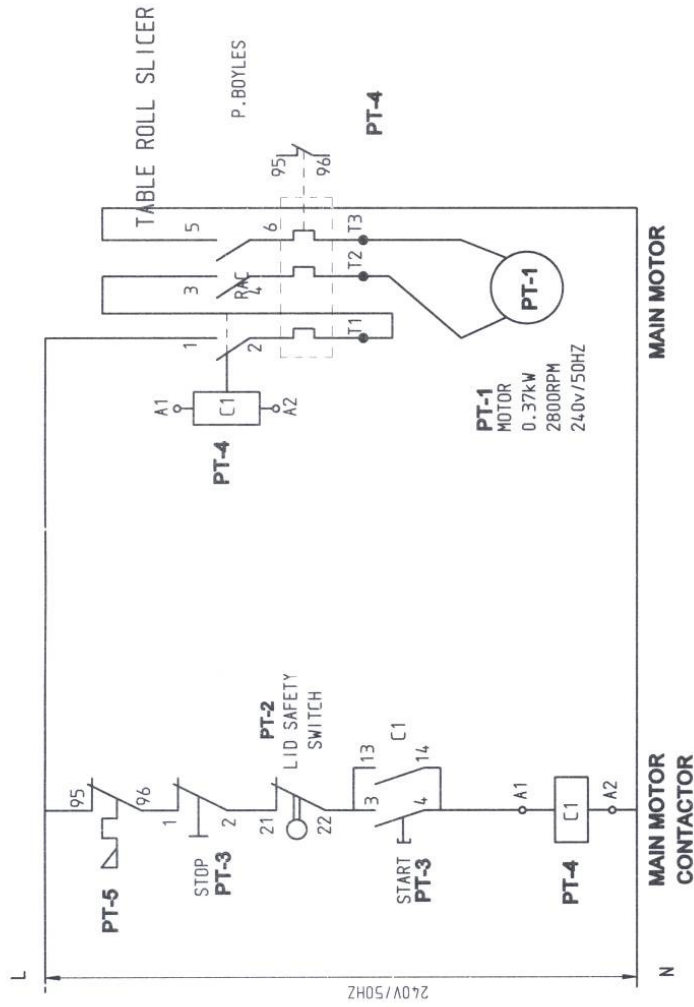 TABLE ROLL SLICER
P.BOYLES
L
240V/50HZ
N
95
96
PT-5
1
2
STOP
PT-3
21
22
PT-2
LID SAFETY
SWITCH
3
4
START
PT-3
13
14
C1
A1
C1
A2
PT-4
MAIN MOTOR
CONTACTOR
A1
C1
A2
PT-4
1
2
3
RAC
4
5
6
95
96
PT-4
T1
T2
T3
PT-1
PT-1
MOTOR
0.37kW
2800RPM
240v/50HZ
MAIN MOTOR